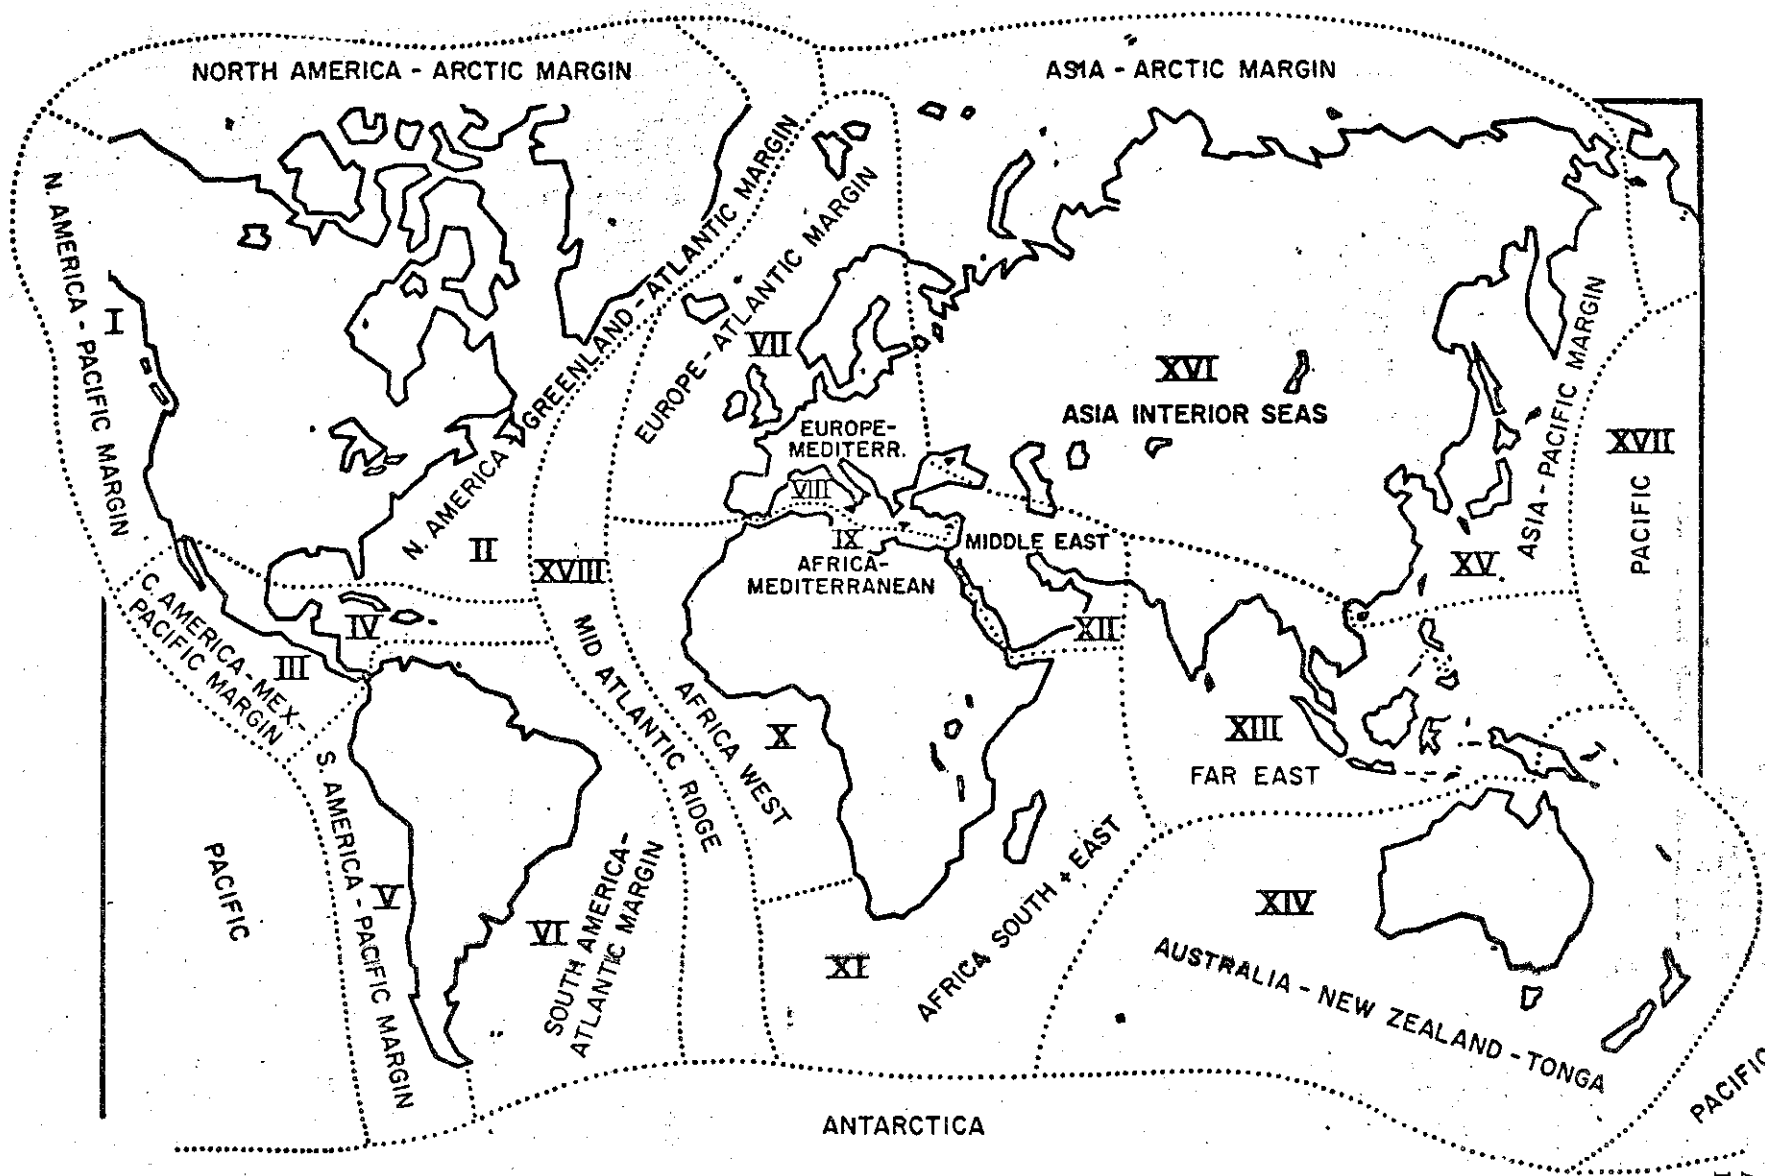 NORTH AMERICA - ARCTIC MARGIN
ASIA - ARCTIC MARGIN
N. AMERICA - PACIFIC MARGIN
I
N. AMERICA + GREENLAND - ATLANTIC MARGIN
II
EUROPE - ATLANTIC MARGIN
VII
EUROPE-
MEDITERR.
VIII
XVI
ASIA INTERIOR SEAS
ASIA - PACIFIC MARGIN
XV
XVII
PACIFIC
IX
AFRICA-
MEDITERRANEAN
MIDDLE EAST
XII
XVIII
MID ATLANTIC RIDGE
C. AMERICA - MEX-
PACIFIC MARGIN
III
IV
AFRICA WEST
X
XIII
FAR EAST
PACIFIC
S. AMERICA - PACIFIC MARGIN
V
VI
SOUTH AMERICA -
ATLANTIC MARGIN
XI
AFRICA SOUTH + EAST
XIV
AUSTRALIA - NEW ZEALAND - TONGA
PACIFIC
ANTARCTICA